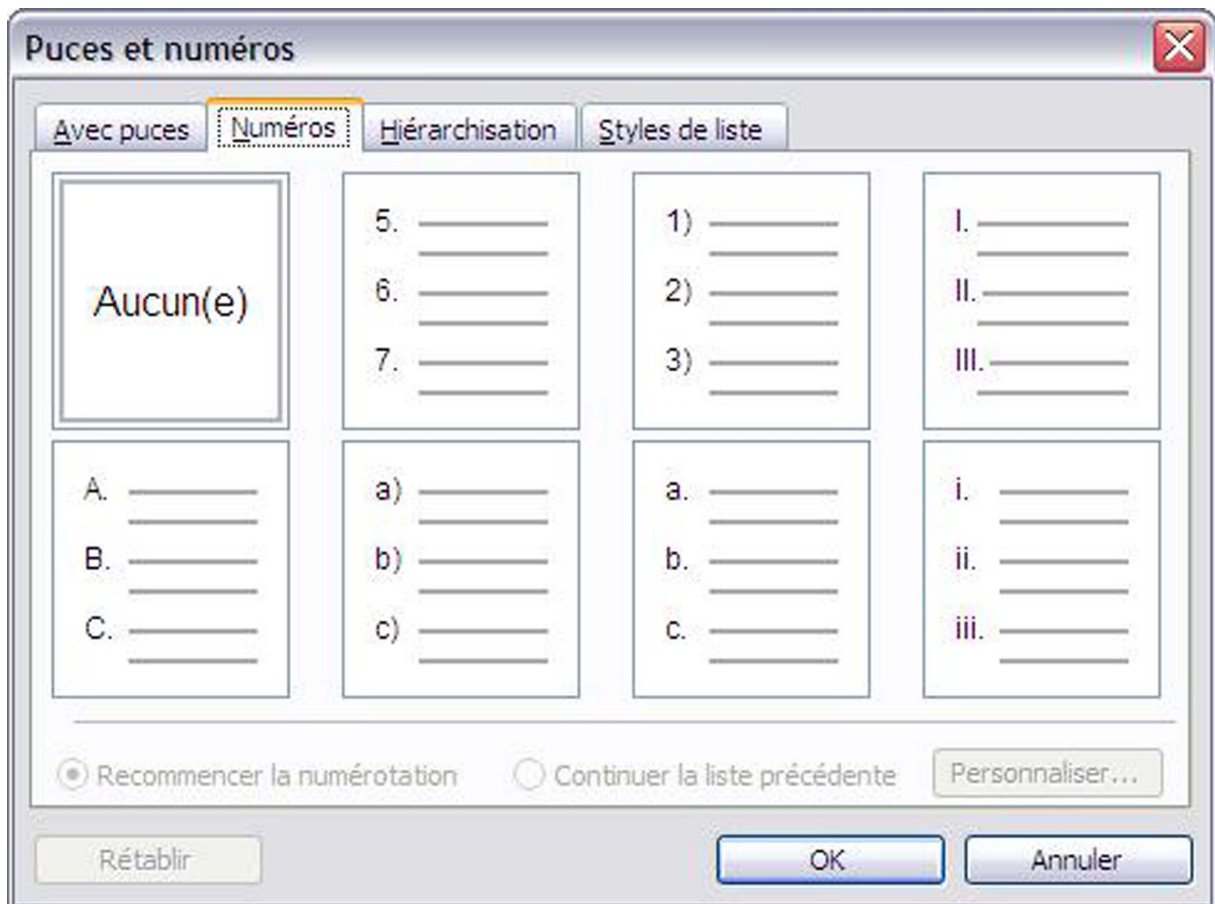 Puces et numéros
Avec puces Numéros Hiérarchisation Styles de liste
Aucun(e)
5.
6.
7.
1)
2)
3)
I.
II.
III.
A.
B.
C.
a)
b)
c)
a.
b.
c.
i.
ii.
iii.
Recommencer la numérotation Continuer la liste précédente Personnaliser...
Rétablir OK Annuler